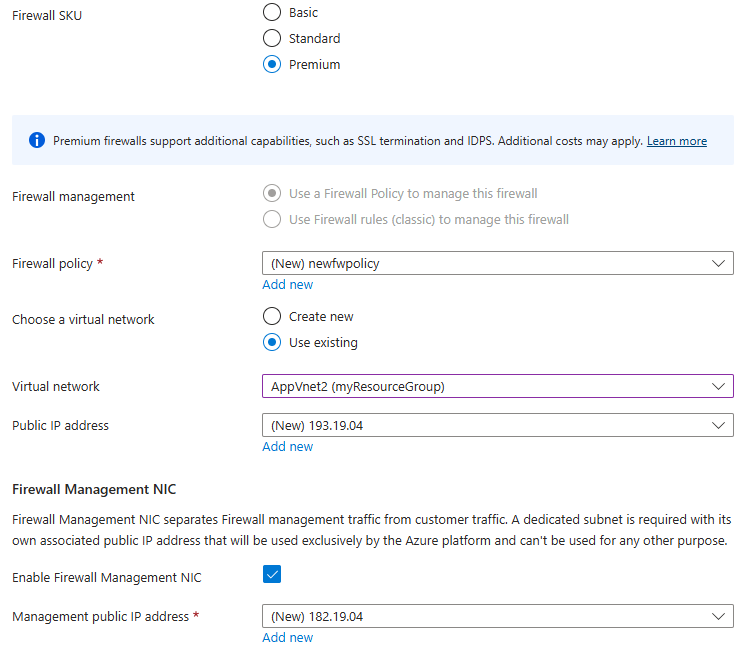 Firewall SKU
Basic
Standard
Premium
Premium firewalls support additional capabilities, such as SSL termination and IDPS. Additional costs may apply. Learn more
Firewall management
Use a Firewall Policy to manage this firewall
Use Firewall rules (classic) to manage this firewall
Firewall policy *
(New) newfwpolicy
Add new
Choose a virtual network
Create new
Use existing
Virtual network
AppVnet2 (myResourceGroup)
Public IP address
(New) 193.19.04
Add new
Firewall Management NIC
Firewall Management NIC separates Firewall management traffic from customer traffic. A dedicated subnet is required with its
own associated public IP address that will be used exclusively by the Azure platform and can't be used for any other purpose.
Enable Firewall Management NIC
Management public IP address *
(New) 182.19.04
Add new